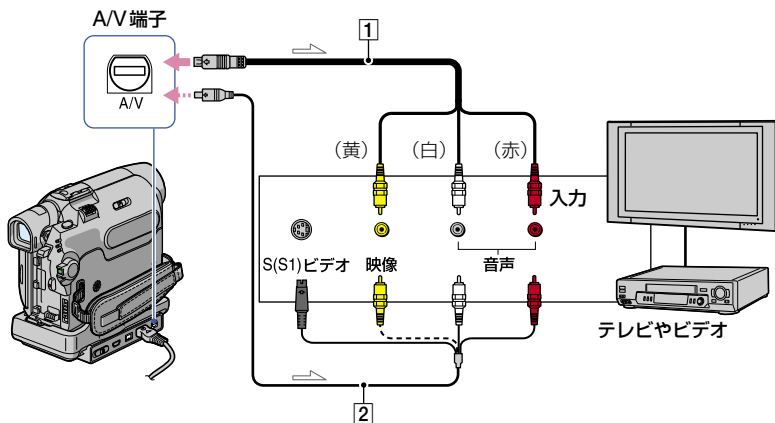 A/V端子
A/V
1
(黄)
(白)
(赤)
入力
S(S1)ビデオ
映像
音声
テレビやビデオ
2